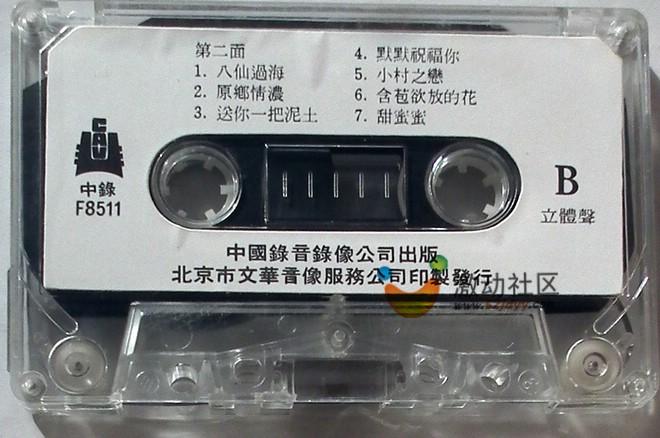 第二面
1. 八仙過海
2. 原鄉情濃
3. 送你一把泥土
4. 默默祝福你
5. 小村之戀
6. 含苞欲放的花
7. 甜蜜蜜
中錄
F8511
B
立體聲
中國錄音錄像公司出版
北京市文華音像服務公司印製發行
激动社区